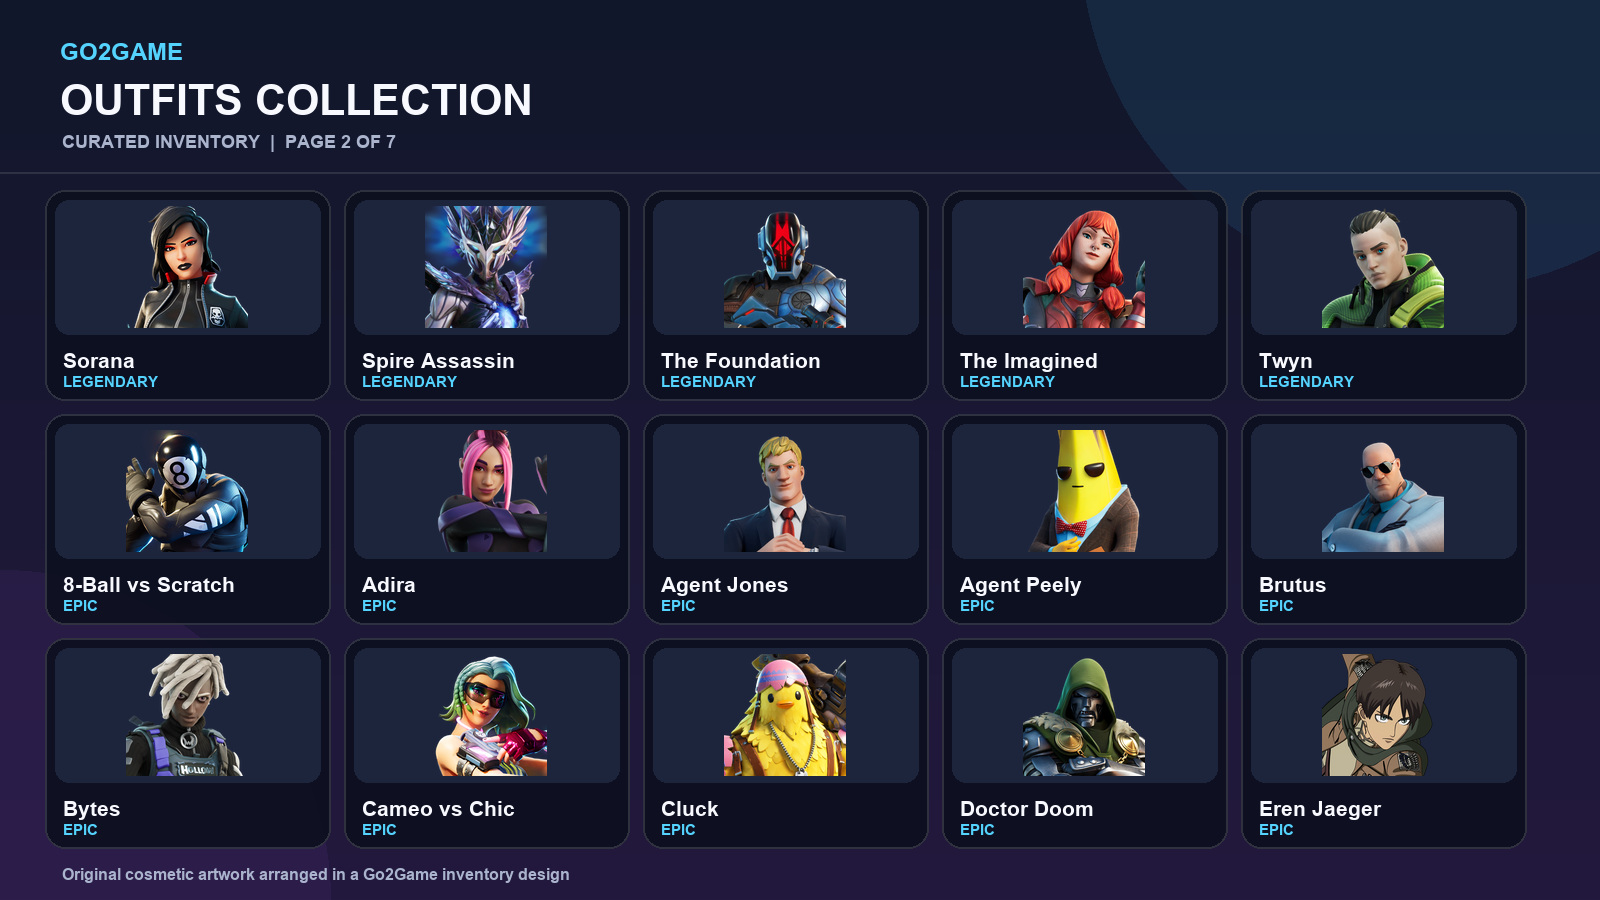 GO2GAME
OUTFITS COLLECTION
CURATED INVENTORY | PAGE 2 OF 7
Sorana
LEGENDARY
Spire Assassin
LEGENDARY
The Foundation
LEGENDARY
The Imagined
LEGENDARY
Twyn
LEGENDARY
8
8-Ball vs Scratch
EPIC
Adira
EPIC
Agent Jones
EPIC
Agent Peely
EPIC
Brutus
EPIC
HOLLOW
Bytes
EPIC
Cameo vs Chic
EPIC
Cluck
EPIC
Doctor Doom
EPIC
Eren Jaeger
EPIC
Original cosmetic artwork arranged in a Go2Game inventory design